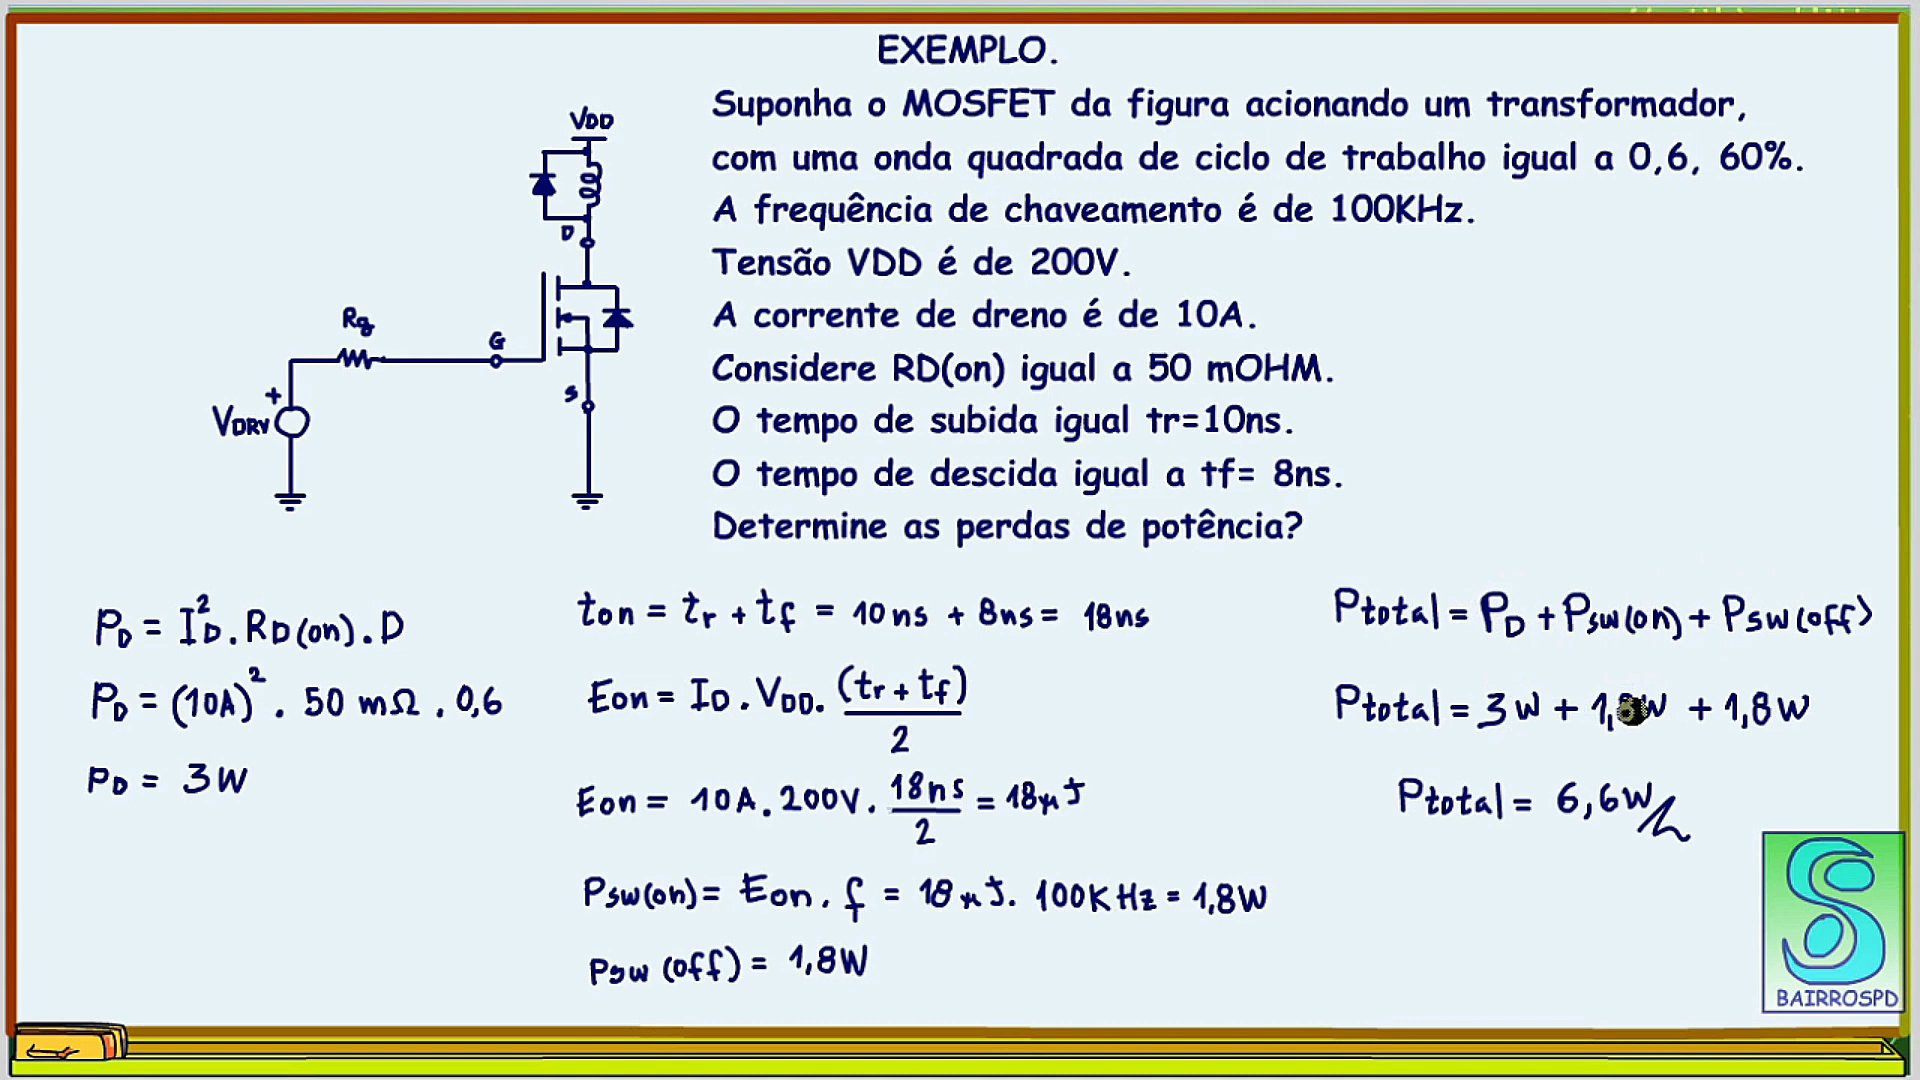 EXEMPLO.
Suponha o MOSFET da figura acionando um transformador,
com uma onda quadrada de ciclo de trabalho igual a 0,6, 60%.
A frequência de chaveamento é de 100KHz.
Tensão VDD é de 200V.
A corrente de dreno é de 10A.
Considere RD(on) igual a 50 mOHM.
O tempo de subida igual tr=10ns.
O tempo de descida igual a tf= 8ns.
Determine as perdas de potência?
VDD
D
Rg
G
S
+
VDRV
PD = ID². RD(on). D
PD = (10A)². 50 mΩ . 0,6
PD = 3W
ton = tr + tf = 10ns + 8ns = 18ns
Eon = ID . VDD. (tr + tf)
2
Eon = 10A . 200V . 18ns = 18μJ
2
Psw(on) = Eon . f = 18μJ. 100KHz = 1,8W
Psw (off) = 1,8W
Ptotal = PD + Psw(on) + Psw(off)
Ptotal = 3W + 1,8W + 1,8W
Ptotal = 6,6W
BAIRROSPD